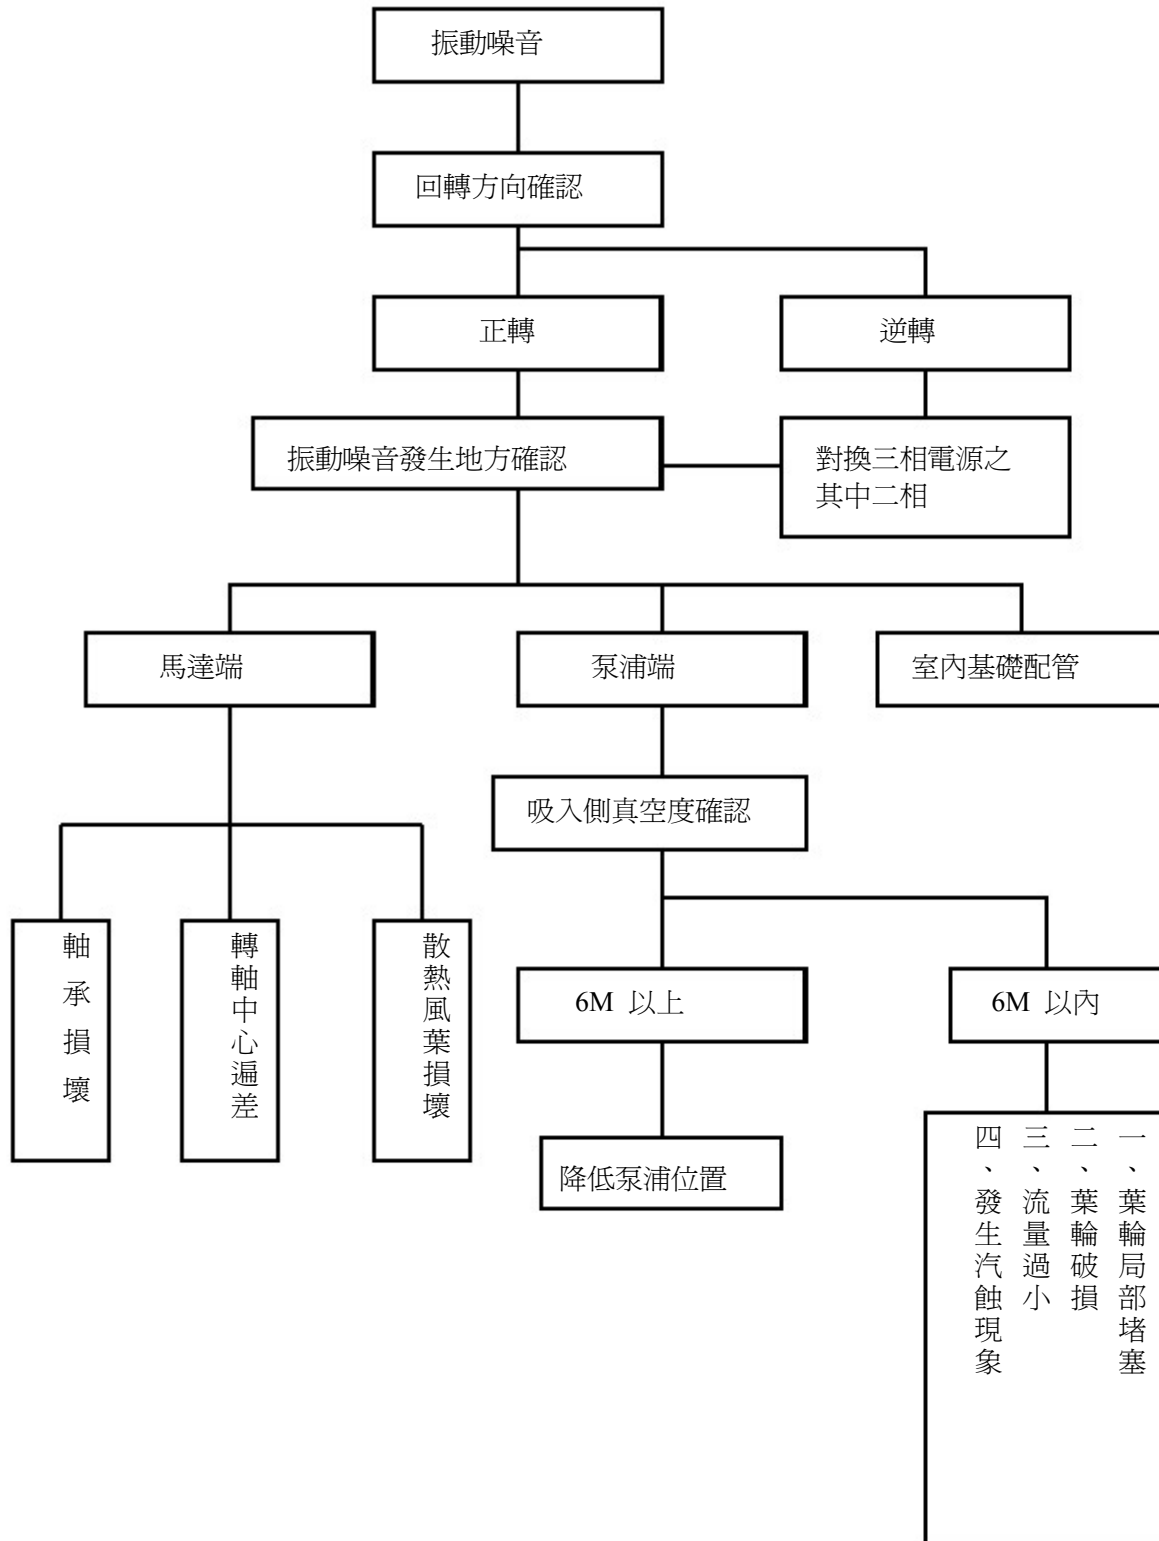 振動噪音
回轉方向確認
正轉
逆轉
振動噪音發生地方確認
對換三相電源之
其中二相
馬達端
泵浦端
室內基礎配管
吸入側真空度確認
軸承損壞
轉軸中心遍差
散熱風葉損壞
6M 以上
6M 以內
降低泵浦位置
一、葉輪局部堵塞
二、葉輪破損
三、流量過小
四、發生汽蝕現象